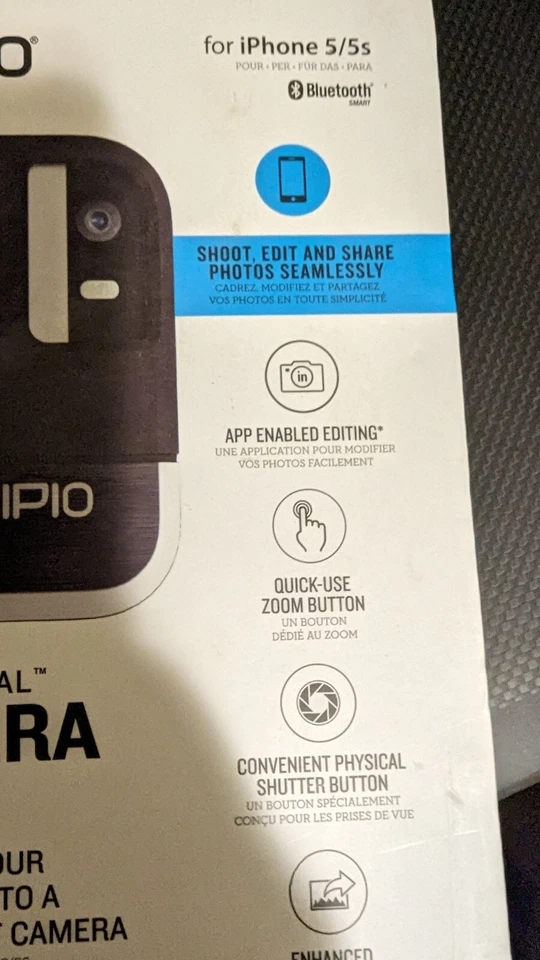 O®
for iPhone 5/5s
POUR • PER • FÜR DAS • PARA
Bluetooth®
SMART
SHOOT, EDIT AND SHARE
PHOTOS SEAMLESSLY
CADREZ, MODIFIEZ ET PARTAGEZ
VOS PHOTOS EN TOUTE SIMPLICITÉ
in
APP ENABLED EDITING*
UNE APPLICATION POUR MODIFIER
VOS PHOTOS FACILEMENT
IPIO
QUICK-USE
ZOOM BUTTON
UN BOUTON
DÉDIÉ AU ZOOM
AL™
RA
CONVENIENT PHYSICAL
SHUTTER BUTTON
UN BOUTON SPÉCIALEMENT
CONÇU POUR LES PRISES DE VUE
OUR
TO A
T CAMERA
ENHANCED